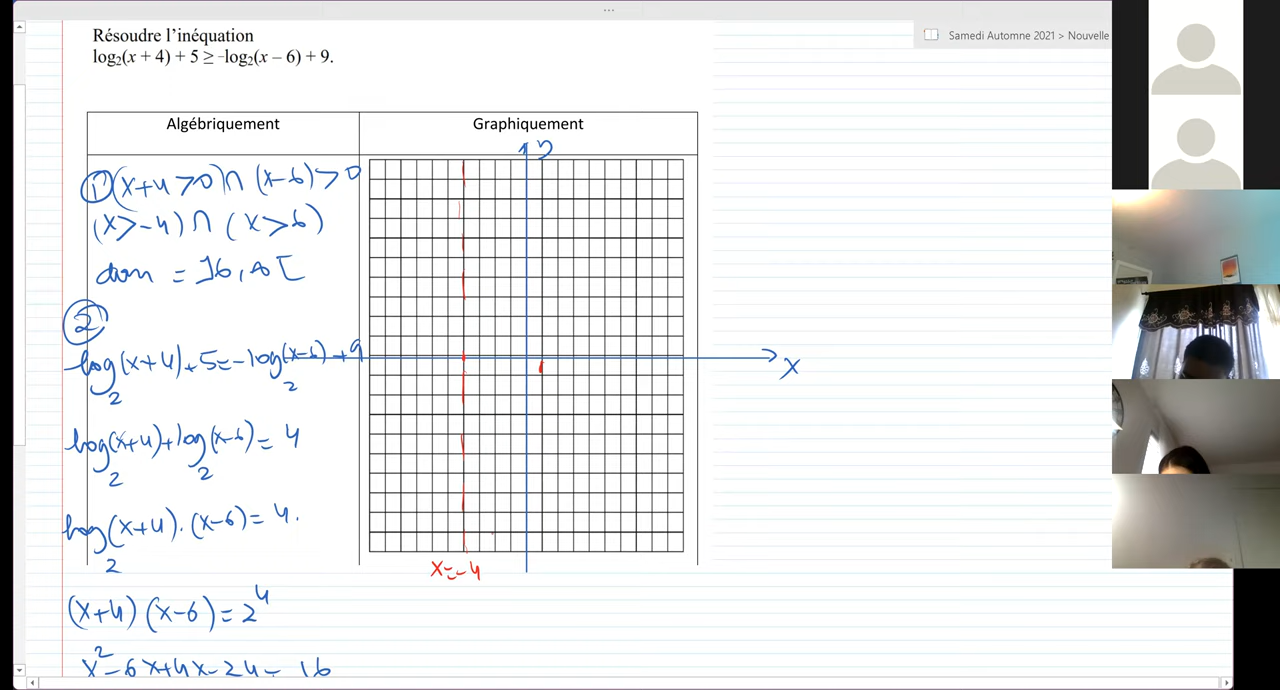 Résoudre l’inéquation
log₂(x + 4) + 5 ≥ -log₂(x – 6) + 9.
Samedi Automne 2021 > Nouvelle
Algébriquement
Graphiquement
① (x+4 >0) ∩ (x-6) > 0
(x>-4) ∩ (x>6)
dom = ]6, ∞ [
②
log₂(x+4) + 5 = -log₂(x-6) + 9
log₂(x+4) + log₂(x-6) = 4
log₂(x+4) · (x-6) = 4.
(x+4) (x-6) = 2⁴
x² - 6x + 4x - 24 = 16
y
x
x=-4